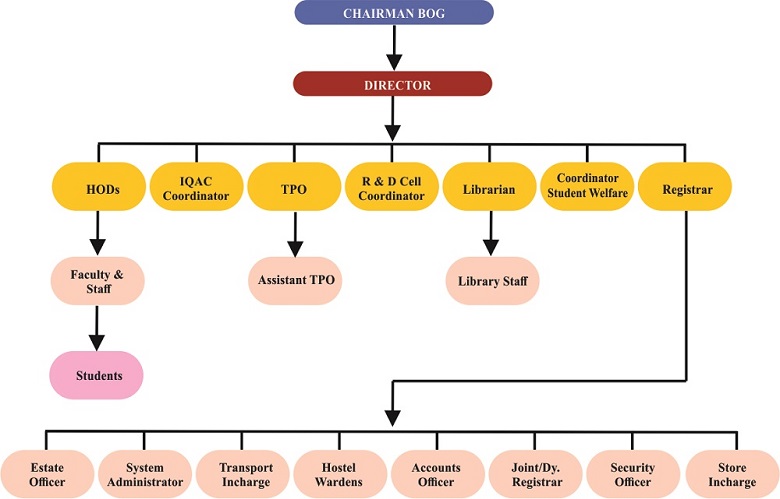 CHAIRMAN BOG
DIRECTOR
HODs
IQAC
Coordinator
TPO
R & D Cell
Coordinator
Librarian
Coordinator
Student Welfare
Registrar
Faculty &
Staff
Assistant TPO
Library Staff
Students
Estate
Officer
System
Administrator
Transport
Incharge
Hostel
Wardens
Accounts
Officer
Joint/Dy.
Registrar
Security
Officer
Store
Incharge